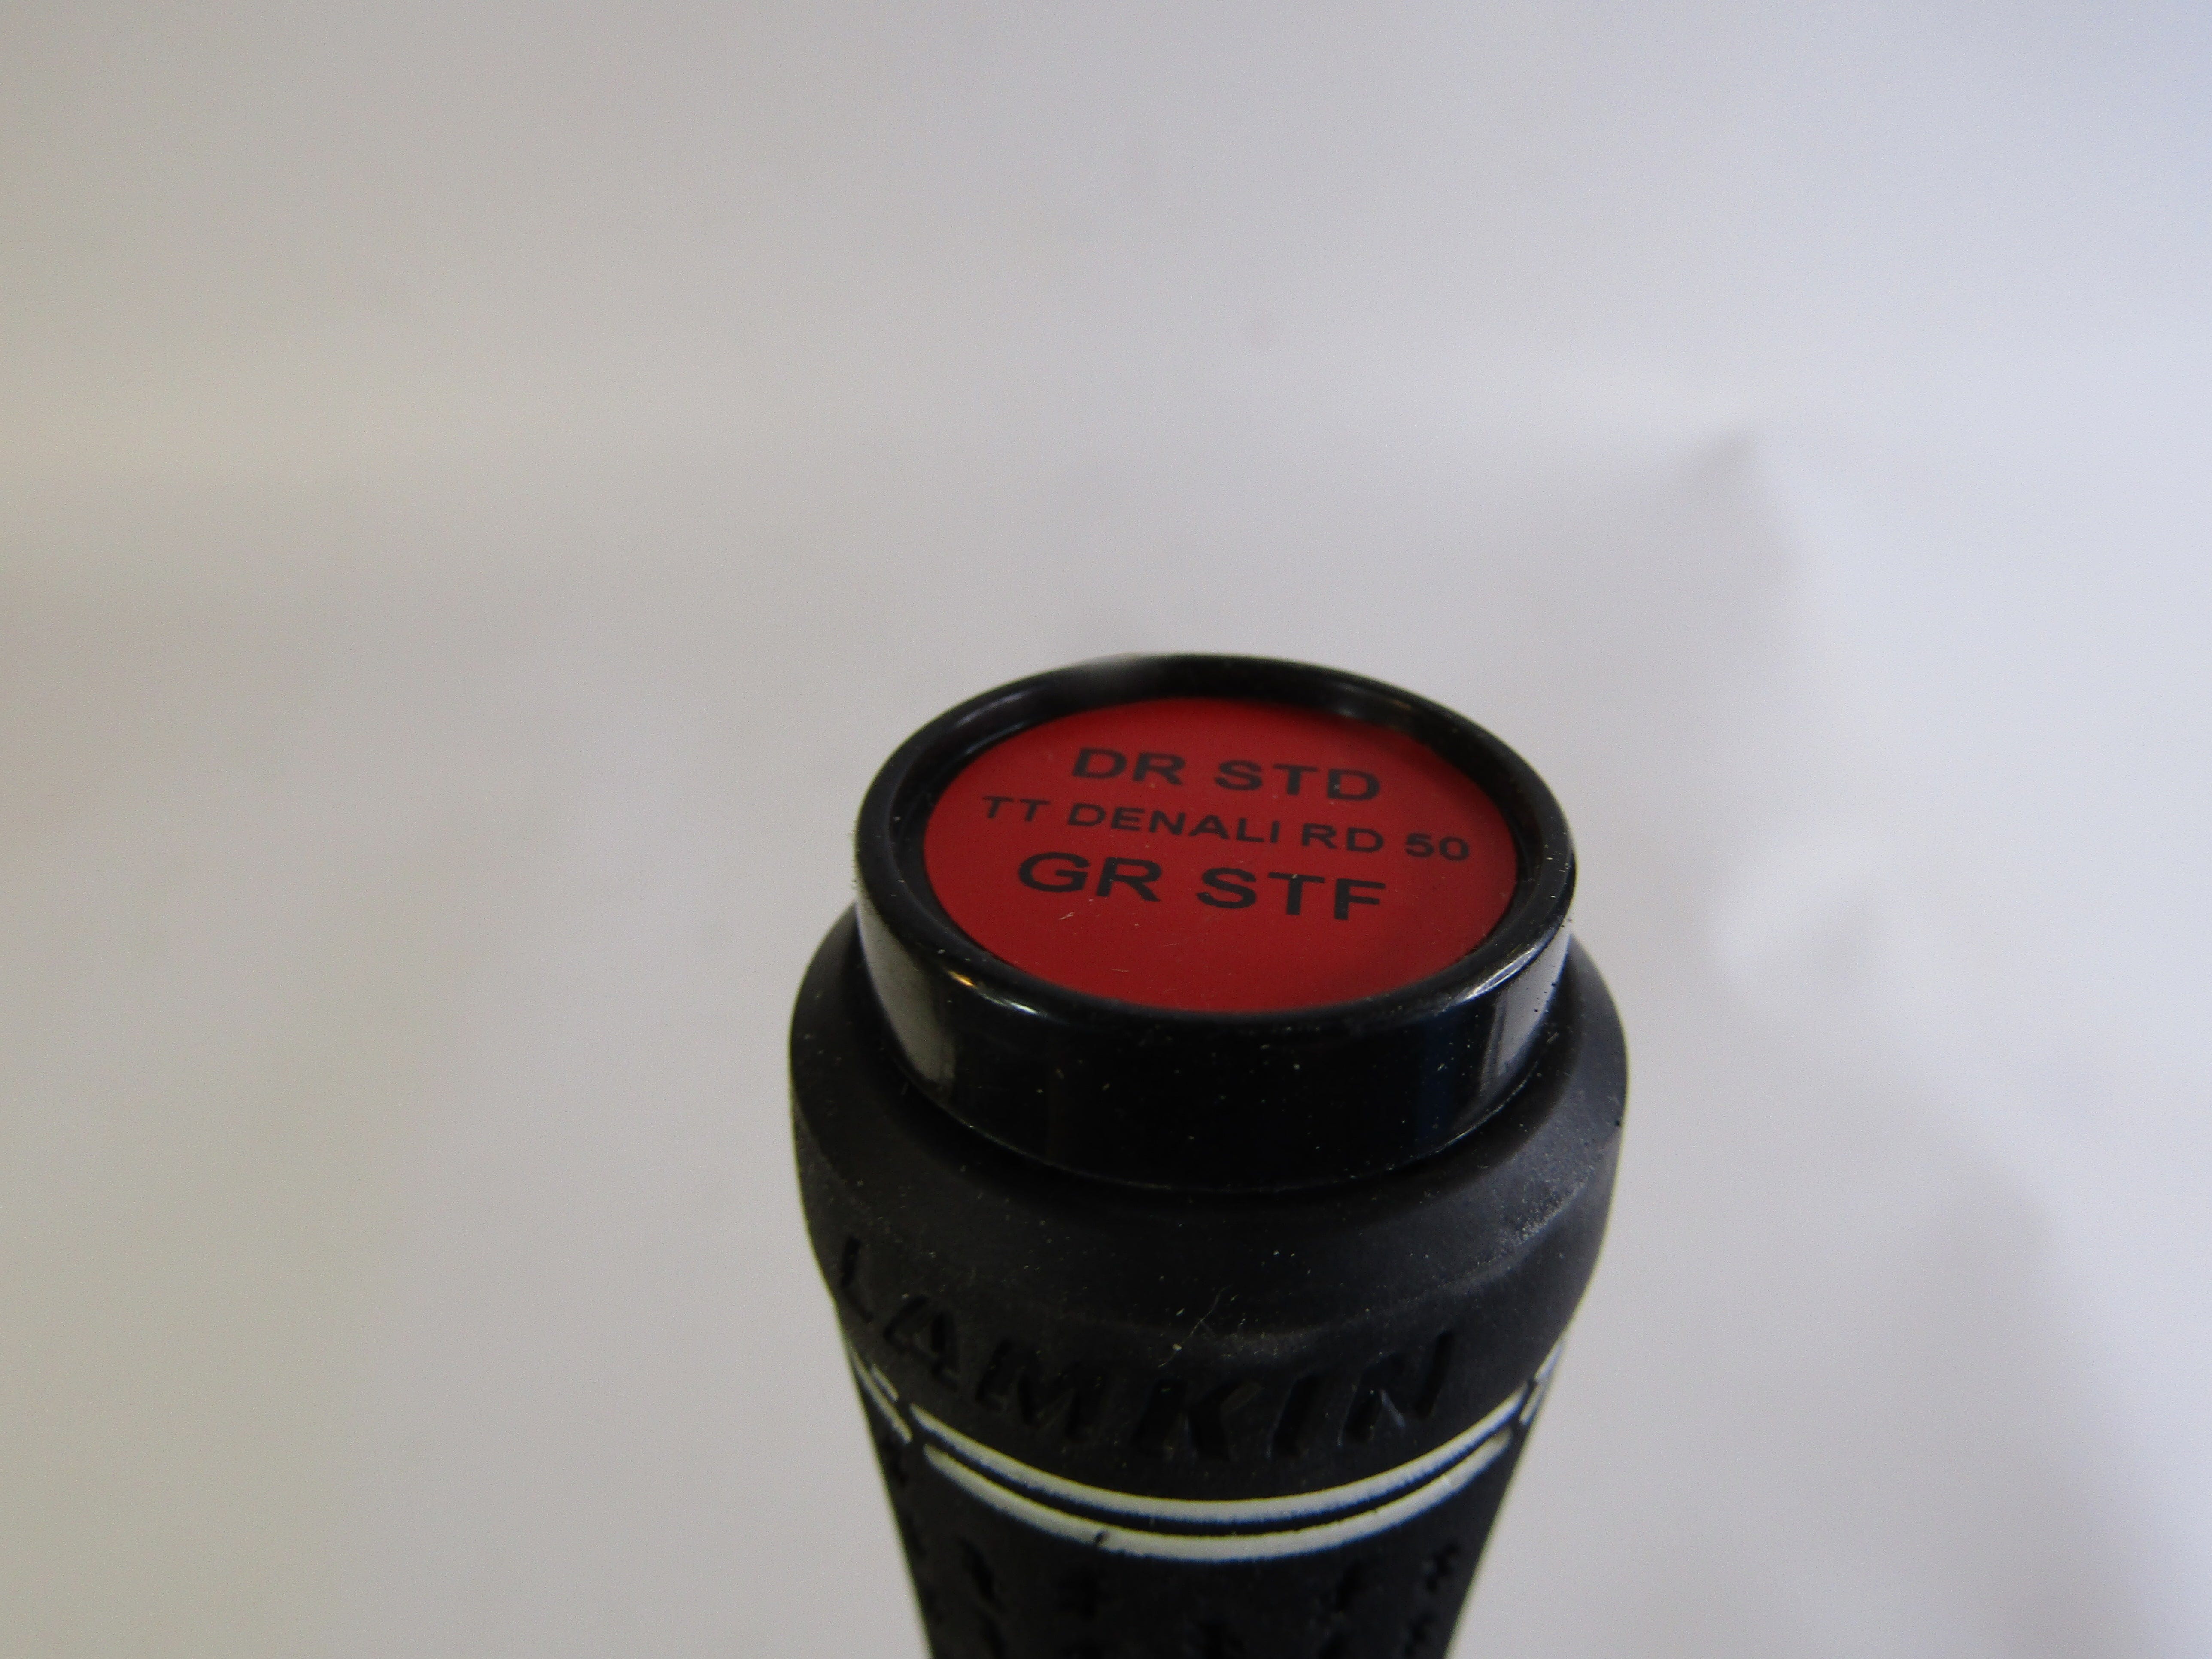 DR STD
TT DENALI RD 50
GR STF
LAMKIN